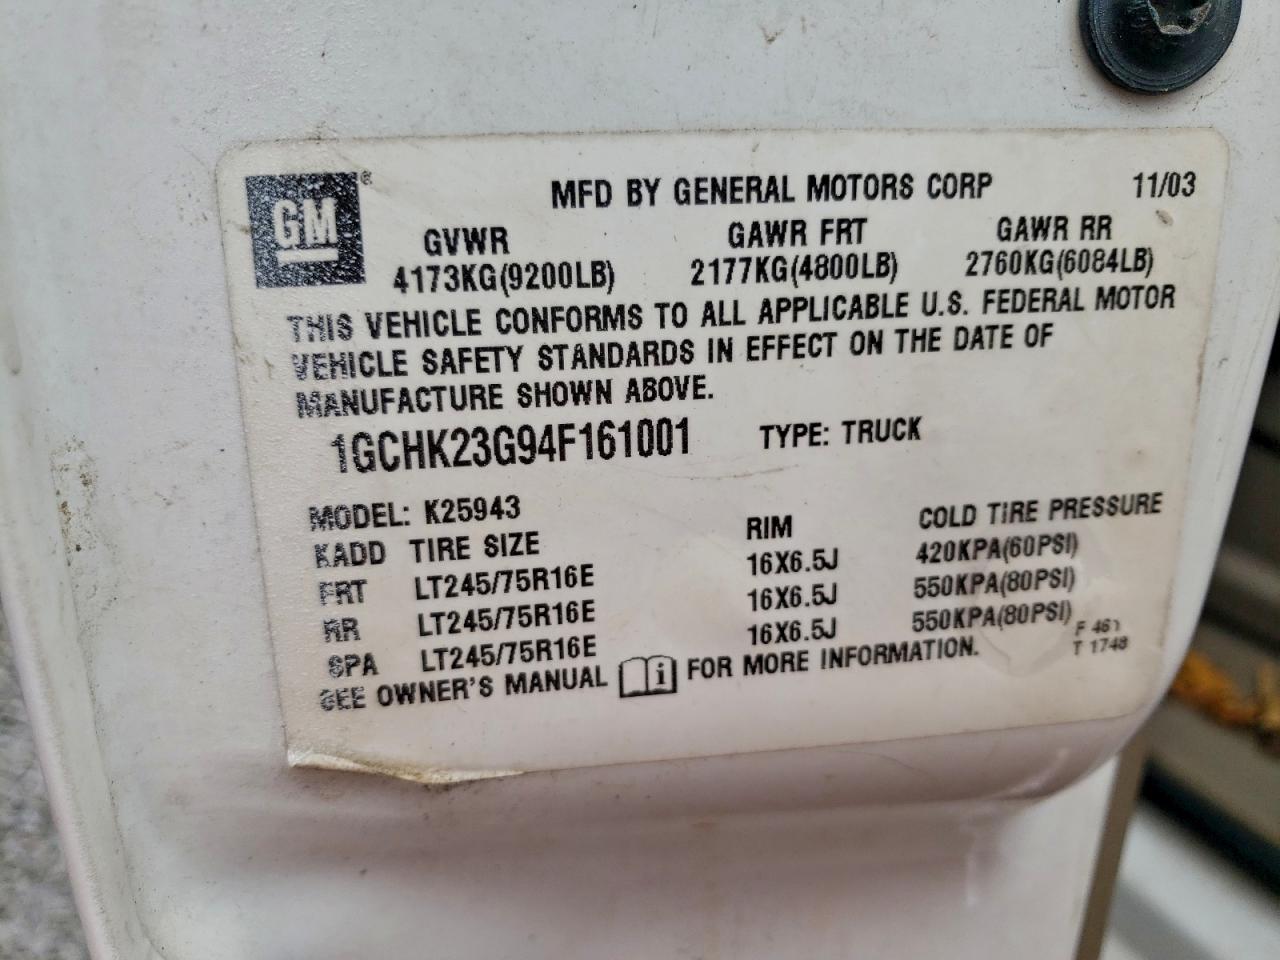 GM® MFD BY GENERAL MOTORS CORP 11/03
GVWR GAWR FRT GAWR RR
4173KG(9200LB) 2177KG(4800LB) 2760KG(6084LB)
THIS VEHICLE CONFORMS TO ALL APPLICABLE U.S. FEDERAL MOTOR
VEHICLE SAFETY STANDARDS IN EFFECT ON THE DATE OF
MANUFACTURE SHOWN ABOVE.
1GCHK23G94F161001 TYPE: TRUCK
MODEL: K25943
KADD TIRE SIZE RIM COLD TIRE PRESSURE
FRT LT245/75R16E 16X6.5J 420KPA(60PSI)
RR LT245/75R16E 16X6.5J 550KPA(80PSI)
SPA LT245/75R16E 16X6.5J 550KPA(80PSI)
SEE OWNER'S MANUAL i FOR MORE INFORMATION.
F 461
T 1748